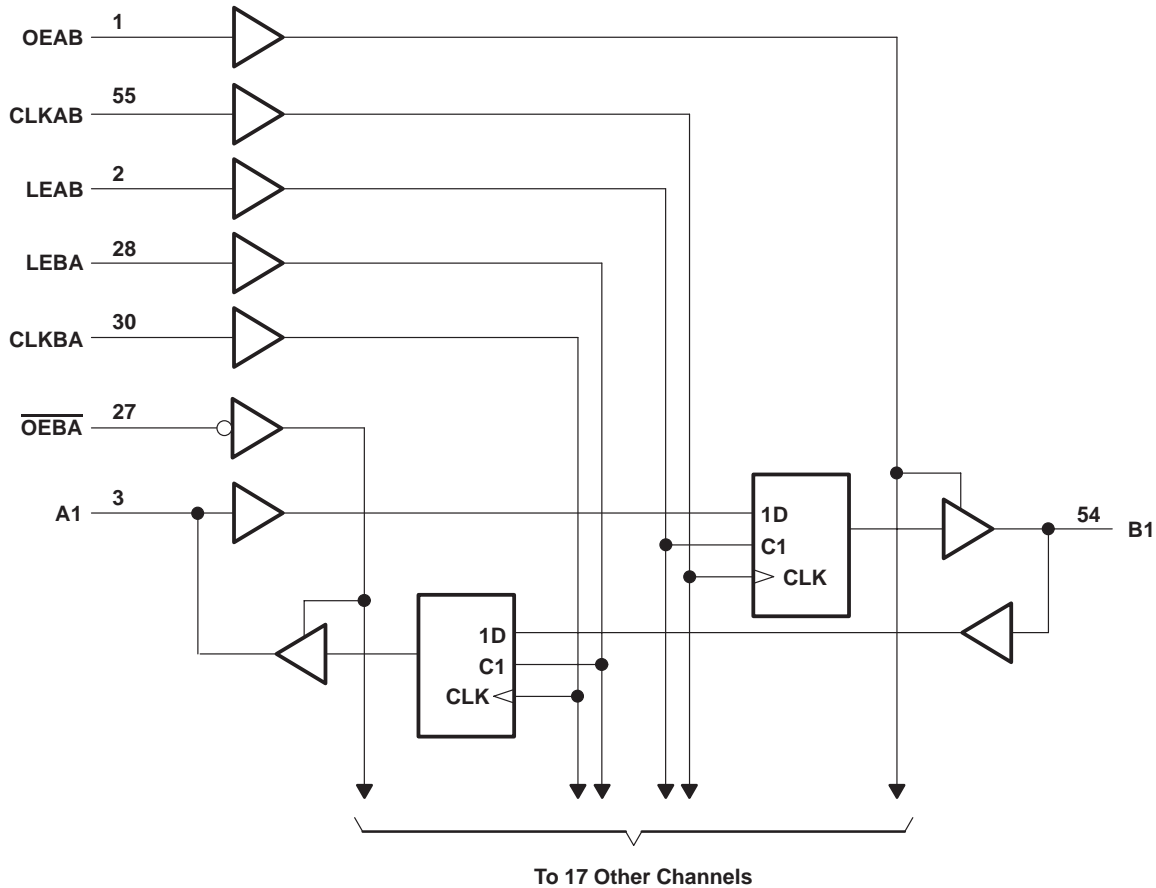 OEAB 1
CLKAB 55
LEAB 2
LEBA 28
CLKBA 30
OEBA 27
A1 3
1D
C1
CLK
54 B1
1D
C1
CLK
To 17 Other Channels